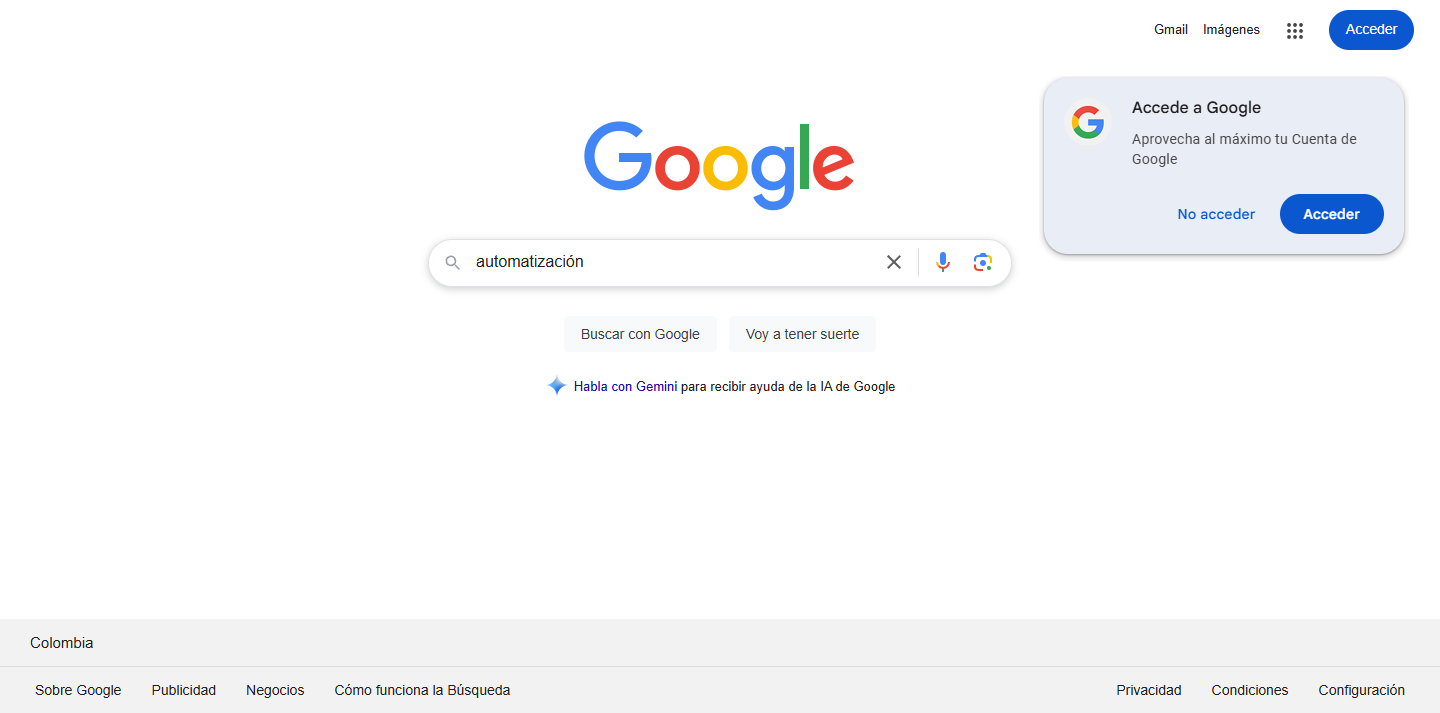 Gmail Imágenes Acceder
Accede a Google
Aprovecha al máximo tu Cuenta de
Google
No acceder Acceder
Google
automatización
Buscar con Google Voy a tener suerte
Habla con Gemini para recibir ayuda de la IA de Google
Colombia
Sobre Google Publicidad Negocios Cómo funciona la Búsqueda Privacidad Condiciones Configuración